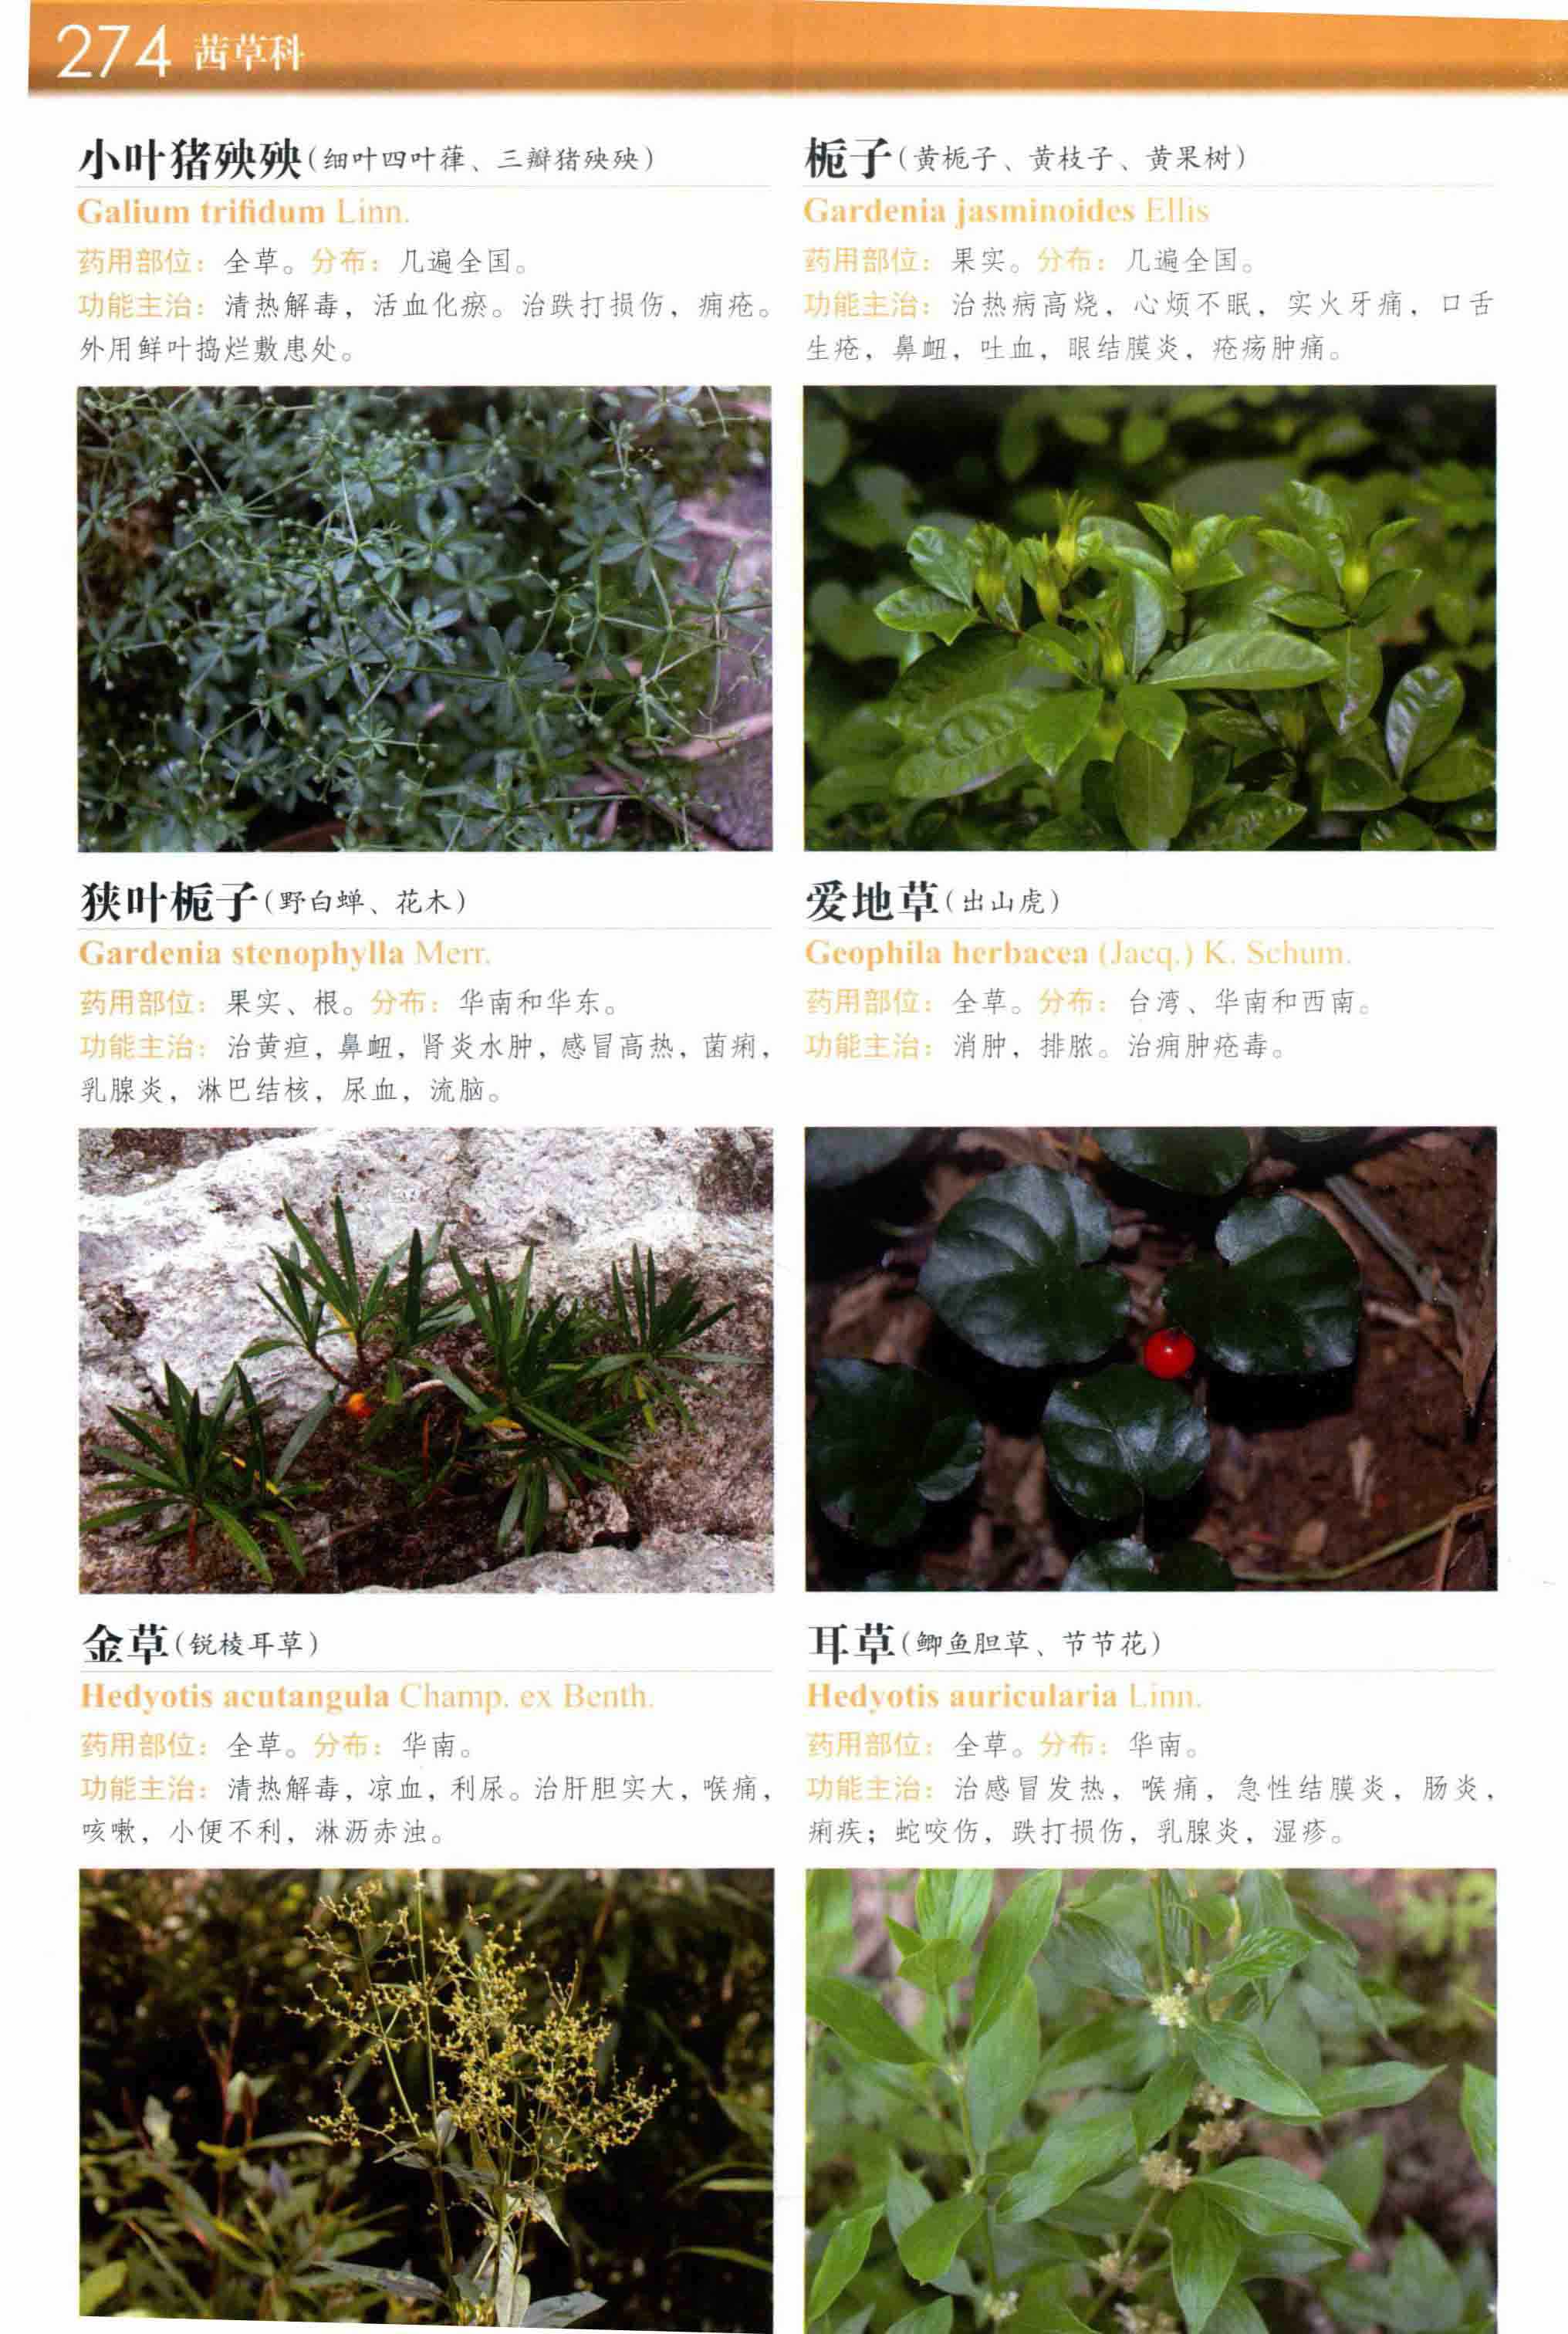 274 茜草科
小叶猪殃殃(细叶四叶葎、三瓣猪殃殃)
Galium trifidum Linn.
药用部位：全草。分布：几遍全国。
功能主治：清热解毒，活血化瘀。治跌打损伤，痈疮。
外用鲜叶捣烂敷患处。
栀子(黄栀子、黄枝子、黄果树)
Gardenia jasminoides Ellis
药用部位：果实。分布：几遍全国。
功能主治：治热病高烧，心烦不眠，实火牙痛，口舌
生疮，鼻衄，吐血，眼结膜炎，疮疡肿痛。
狭叶栀子(野白蝉、花木)
Gardenia stenophylla Merr.
药用部位：果实、根。分布：华南和华东。
功能主治：治黄疸，鼻衄，肾炎水肿，感冒高热，菌痢，
乳腺炎，淋巴结核，尿血，流脑。
爱地草(出山虎)
Geophila herbacea (Jacq.) K. Schum.
药用部位：全草。分布：台湾、华南和西南。
功能主治：消肿，排脓。治痈肿疮毒。
金草(锐棱耳草)
Hedyotis acutangula Champ. ex Benth.
药用部位：全草。分布：华南。
功能主治：清热解毒，凉血，利尿。治肝胆实大，喉痛，
咳嗽，小便不利，淋沥赤浊。
耳草(鲫鱼胆草、节节花)
Hedyotis auricularia Linn.
药用部位：全草。分布：华南。
功能主治：治感冒发热，喉痛，急性结膜炎，肠炎，
痢疾；蛇咬伤，跌打损伤，乳腺炎，湿疹。